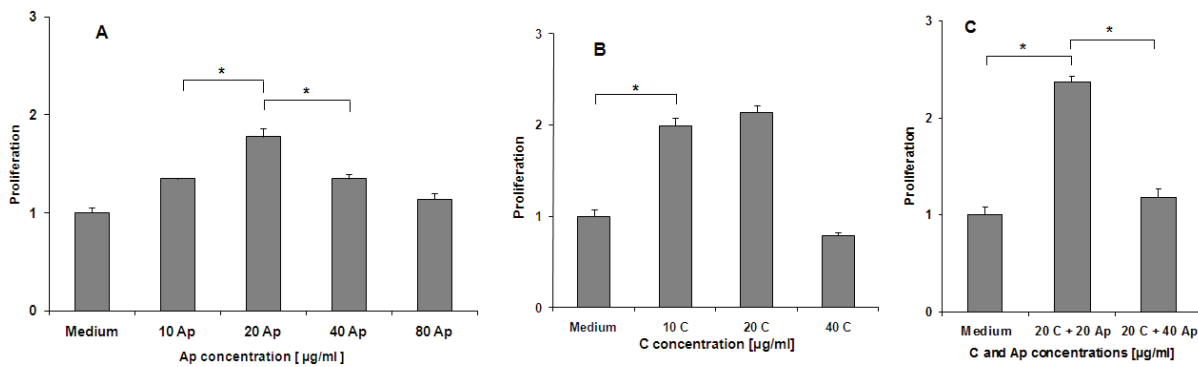 A
3
2
1
0
Proliferation
*
*
Medium 10 Ap 20 Ap 40 Ap 80 Ap
Ap concentration [ µg/ml ]
B
3
2
1
0
Proliferation
*
Medium 10 C 20 C 40 C
C concentration [µg/ml]
C
3
2
1
0
Proliferation
*
*
Medium 20 C + 20 Ap 20 C + 40 Ap
C and Ap concentrations [µg/ml]